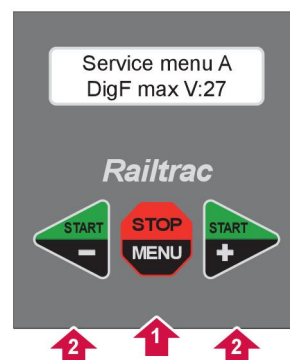 Service menu A
DigF max V:27
Railtrac
START STOP START
- MENU +
2 1 2